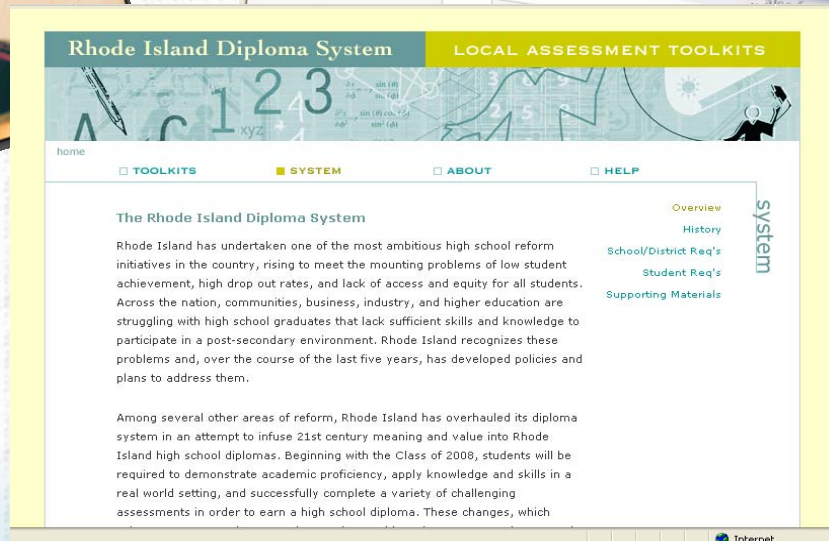 Rhode Island Diploma System
LOCAL ASSESSMENT TOOLKITS
1 2 3
xyz
home
TOOLKITS
SYSTEM
ABOUT
HELP
The Rhode Island Diploma System
Rhode Island has undertaken one of the most ambitious high school reform
initiatives in the country, rising to meet the mounting problems of low student
achievement, high drop out rates, and lack of access and equity for all students.
Across the nation, communities, business, industry, and higher education are
struggling with high school graduates that lack sufficient skills and knowledge to
participate in a post-secondary environment. Rhode Island recognizes these
problems and, over the course of the last five years, has developed policies and
plans to address them.
Among several other areas of reform, Rhode Island has overhauled its diploma
system in an attempt to infuse 21st century meaning and value into Rhode
Island high school diplomas. Beginning with the Class of 2008, students will be
required to demonstrate academic proficiency, apply knowledge and skills in a
real world setting, and successfully complete a variety of challenging
assessments in order to earn a high school diploma. These changes, which
Overview
History
School/District Req's
Student Req's
Supporting Materials
system
Internet